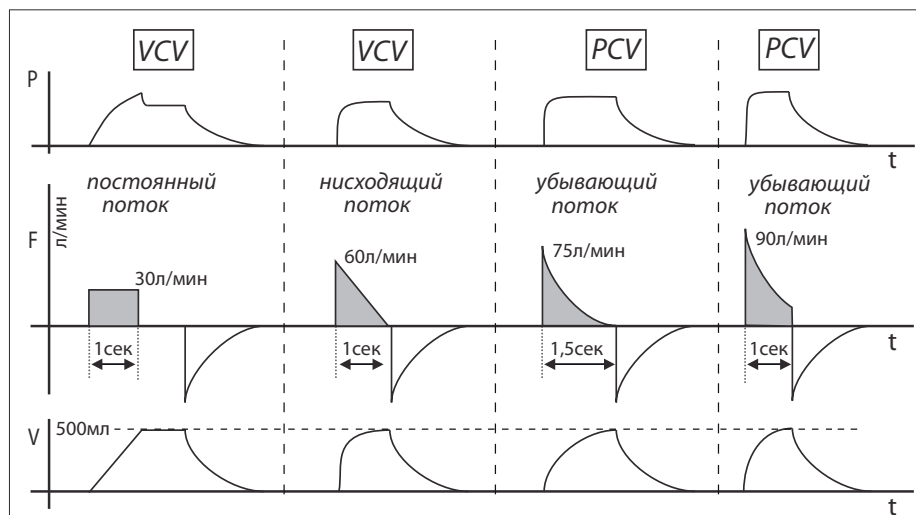 VCV
VCV
PCV
PCV
P
t
постоянный
поток
нисходящий
поток
убывающий
поток
убывающий
поток
F
л/мин
30л/мин
60л/мин
75л/мин
90л/мин
t
1сек
1сек
1,5сек
1сек
V
500мл
t